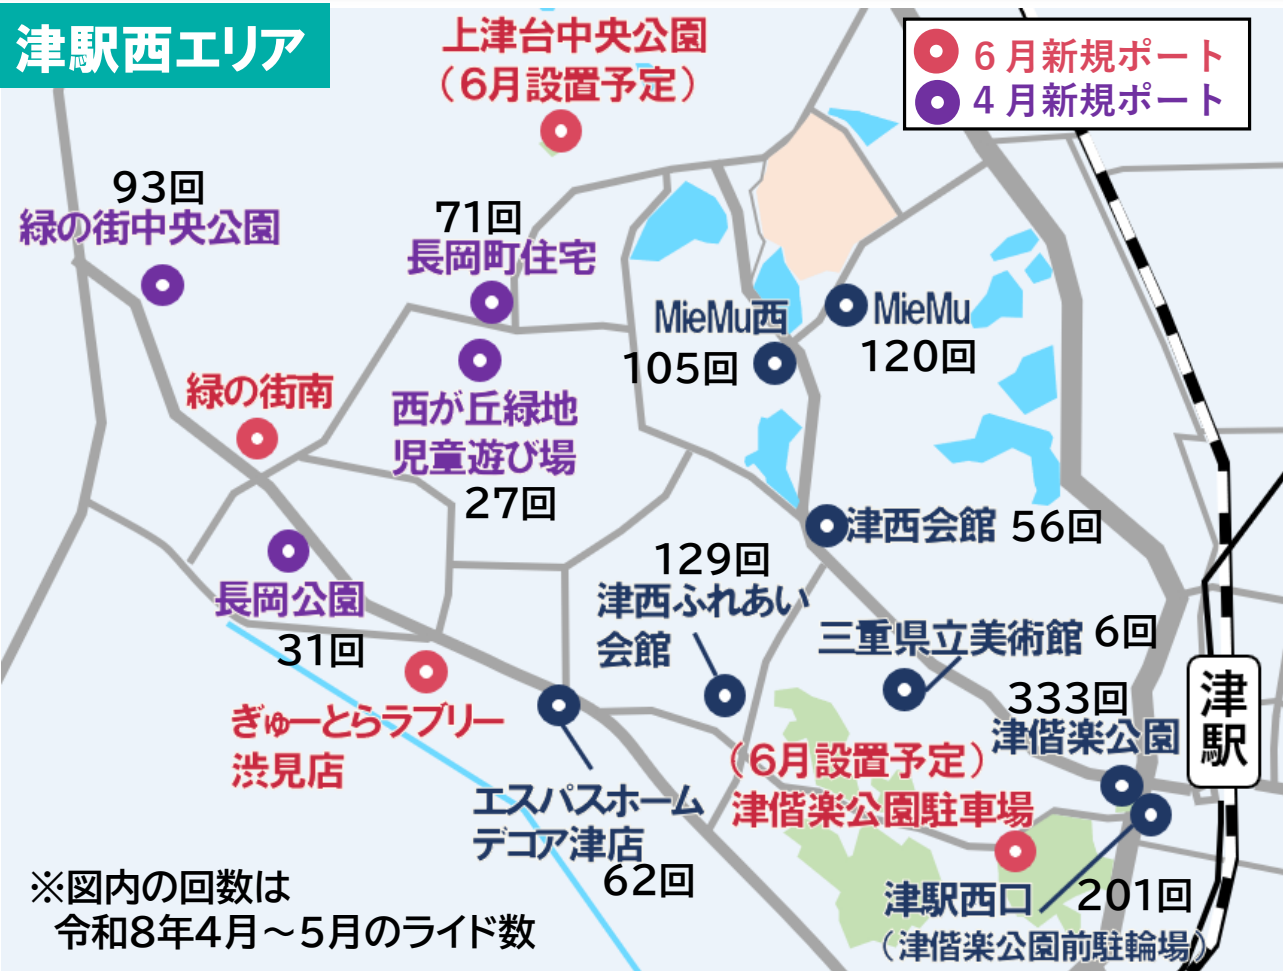 津駅西エリア
上津台中央公園
（6月設置予定）
6月新規ポート
4月新規ポート
93回
緑の街中央公園
71回
長岡町住宅
MieMu西
105回
MieMu
120回
緑の街南
西が丘緑地
児童遊び場
27回
津西会館 56回
129回
津西ふれあい
会館
長岡公園
31回
三重県立美術館 6回
333回
津偕楽公園
津駅
ぎゅーとらラブリー
渋見店
（6月設置予定）
津偕楽公園駐車場
エスパスホーム
デコア津店
62回
津駅西口
201回
（津偕楽公園前駐輪場）
※図内の回数は
令和8年4月～5月のライド数